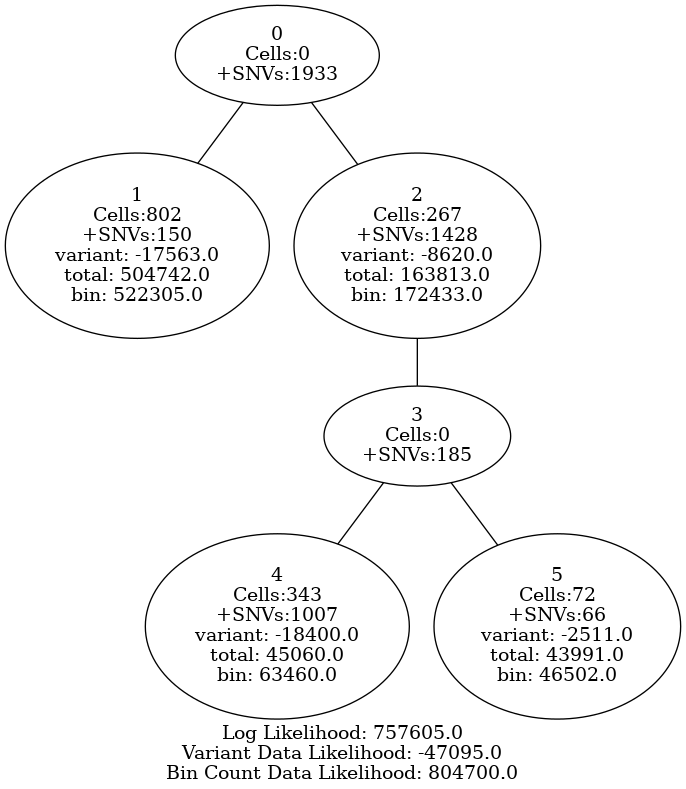 0
Cells:0
+SNVs:1933
1
Cells:802
+SNVs:150
variant: -17563.0
total: 504742.0
bin: 522305.0
2
Cells:267
+SNVs:1428
variant: -8620.0
total: 163813.0
bin: 172433.0
3
Cells:0
+SNVs:185
4
Cells:343
+SNVs:1007
variant: -18400.0
total: 45060.0
bin: 63460.0
5
Cells:72
+SNVs:66
variant: -2511.0
total: 43991.0
bin: 46502.0
Log Likelihood: 757605.0
Variant Data Likelihood: -47095.0
Bin Count Data Likelihood: 804700.0